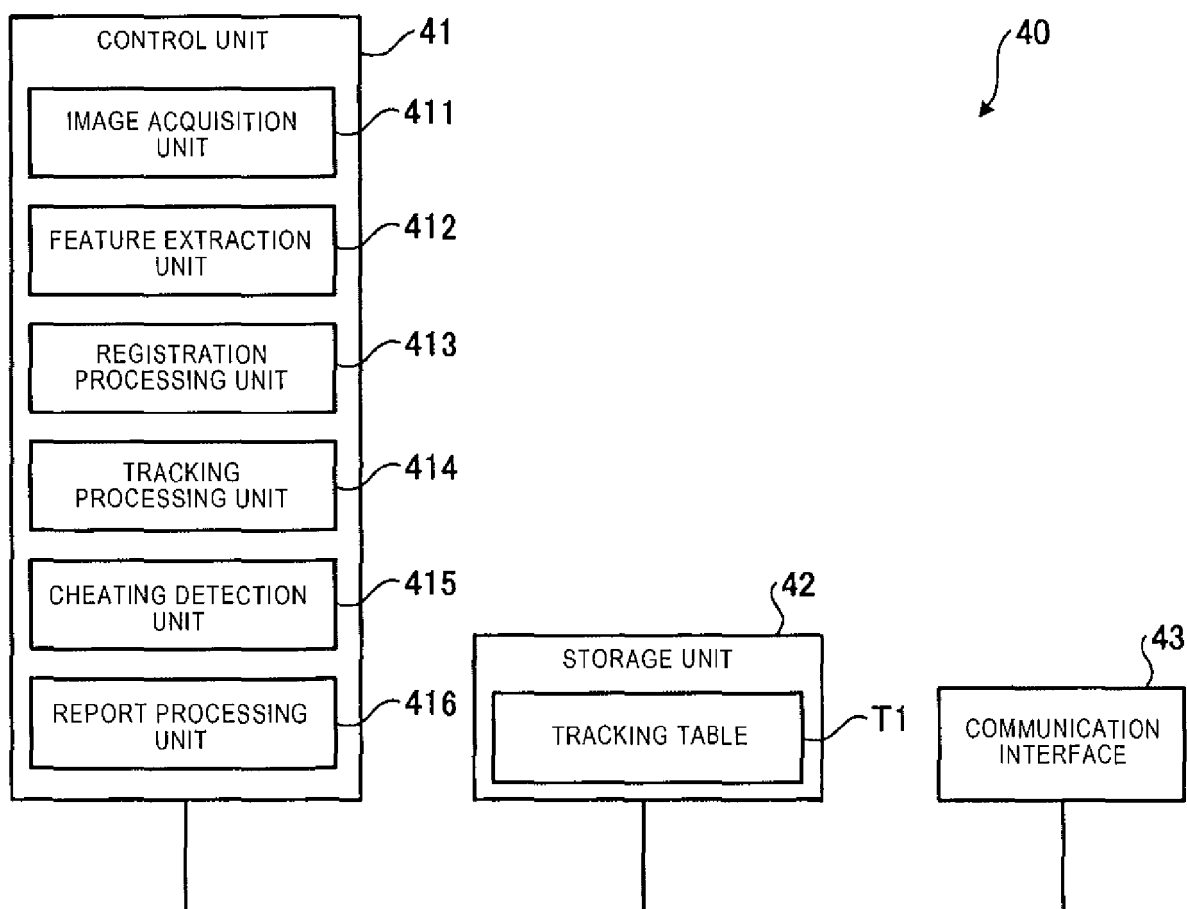 CONTROL UNIT
41
IMAGE ACQUISITION
UNIT
411
FEATURE EXTRACTION
UNIT
412
REGISTRATION
PROCESSING UNIT
413
TRACKING
PROCESSING UNIT
414
CHEATING DETECTION
UNIT
415
REPORT PROCESSING
UNIT
416
40
42
STORAGE UNIT
TRACKING TABLE
T1
43
COMMUNICATION
INTERFACE